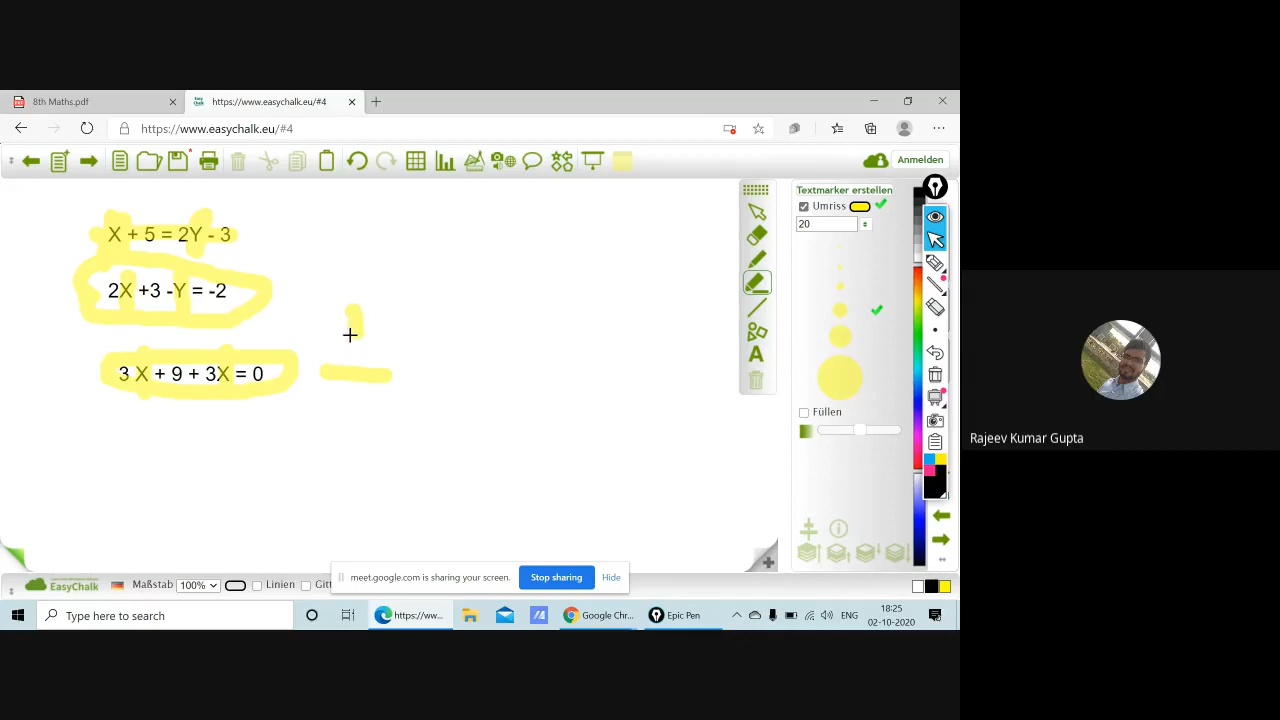 8th Maths.pdf
https://www.easychalk.eu/#4
https://www.easychalk.eu/#4
Anmelden
Textmarker erstellen
Umriss
20
X + 5 = 2Y - 3
2X +3 -Y = -2
3 X + 9 + 3X = 0
Füllen
Rajeev Kumar Gupta
meet.google.com is sharing your screen.
Stop sharing
Hide
EasyChalk
Maßstab
100%
Linien
Gitt
Type here to search
https://ww...
Google Chr...
Epic Pen
ENG
18:25
02-10-2020